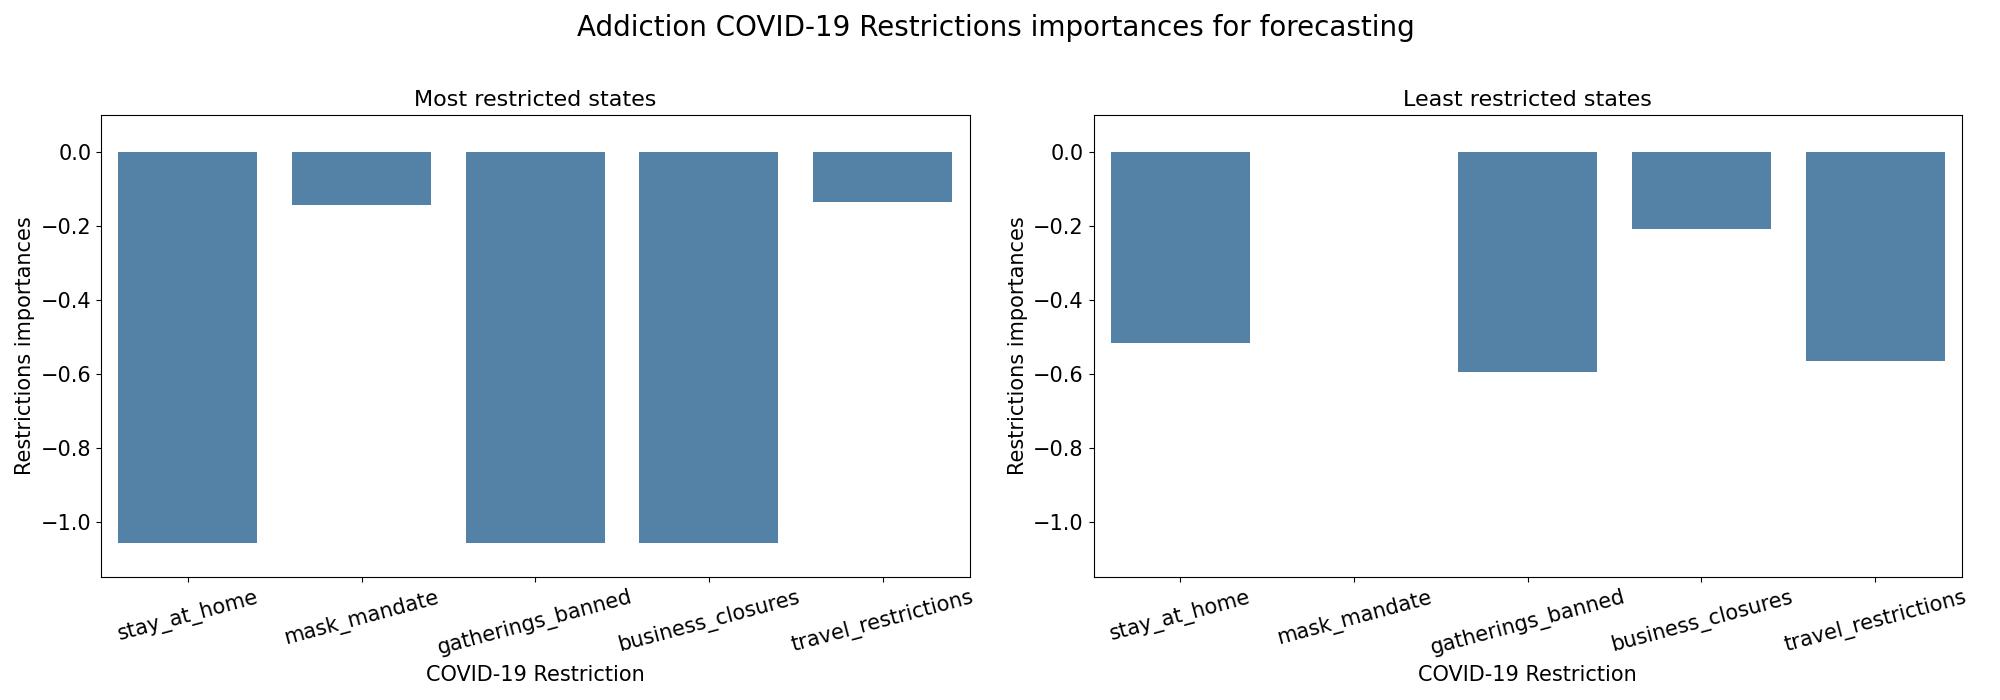 Addiction COVID-19 Restrictions importances for forecasting
Most restricted states
Restrictions importances
0.0
−0.2
−0.4
−0.6
−0.8
−1.0
stay_at_home
mask_mandate
gatherings_banned
business_closures
travel_restrictions
COVID-19 Restriction
Least restricted states
Restrictions importances
0.0
−0.2
−0.4
−0.6
−0.8
−1.0
stay_at_home
mask_mandate
gatherings_banned
business_closures
travel_restrictions
COVID-19 Restriction